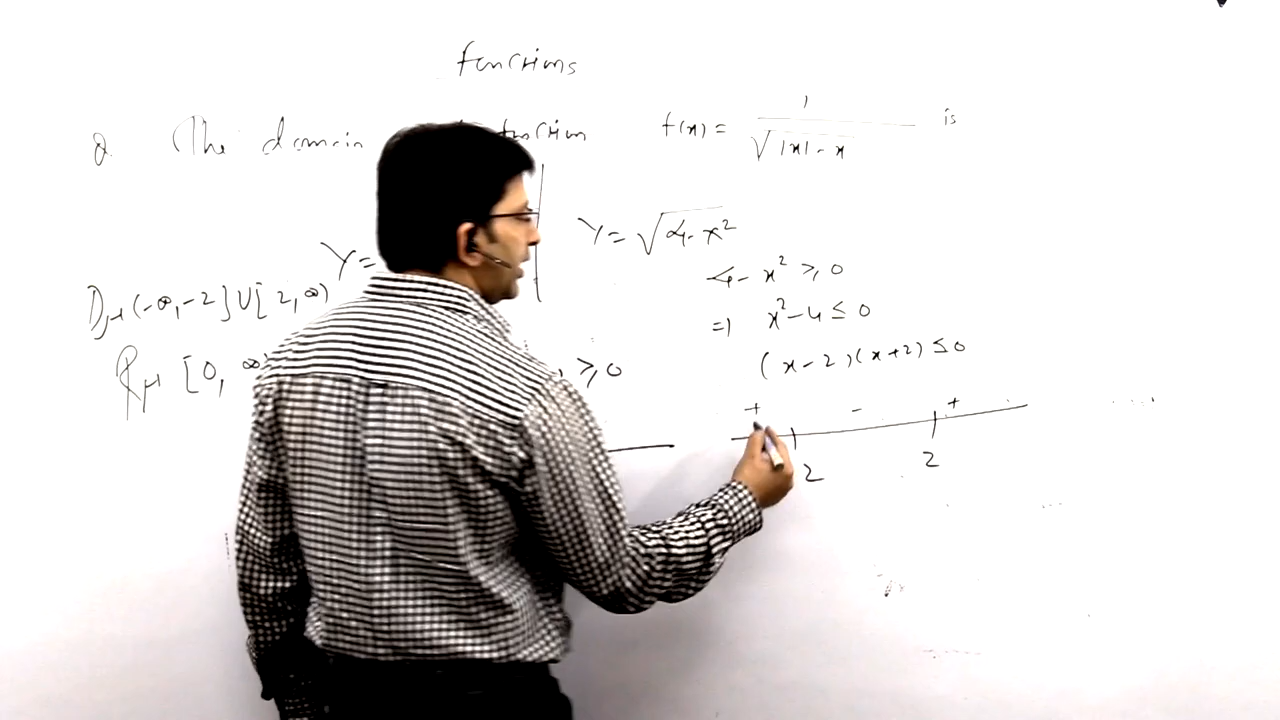 Functions
Q. The domain function f(x) = 1/√(|x| - x) is
Y =
Y = √(4 - x²)
4 - x² ≥ 0
D_f (-∞, -2] ∪ [2, ∞)
⇒ x² - 4 ≤ 0
(x - 2)(x + 2) ≤ 0
R_f [0, ∞
≥ 0
+ - +
2 2